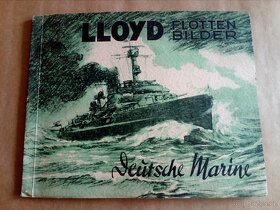 LLOYD FLOTTEN
BILDER
Deutsche Marine